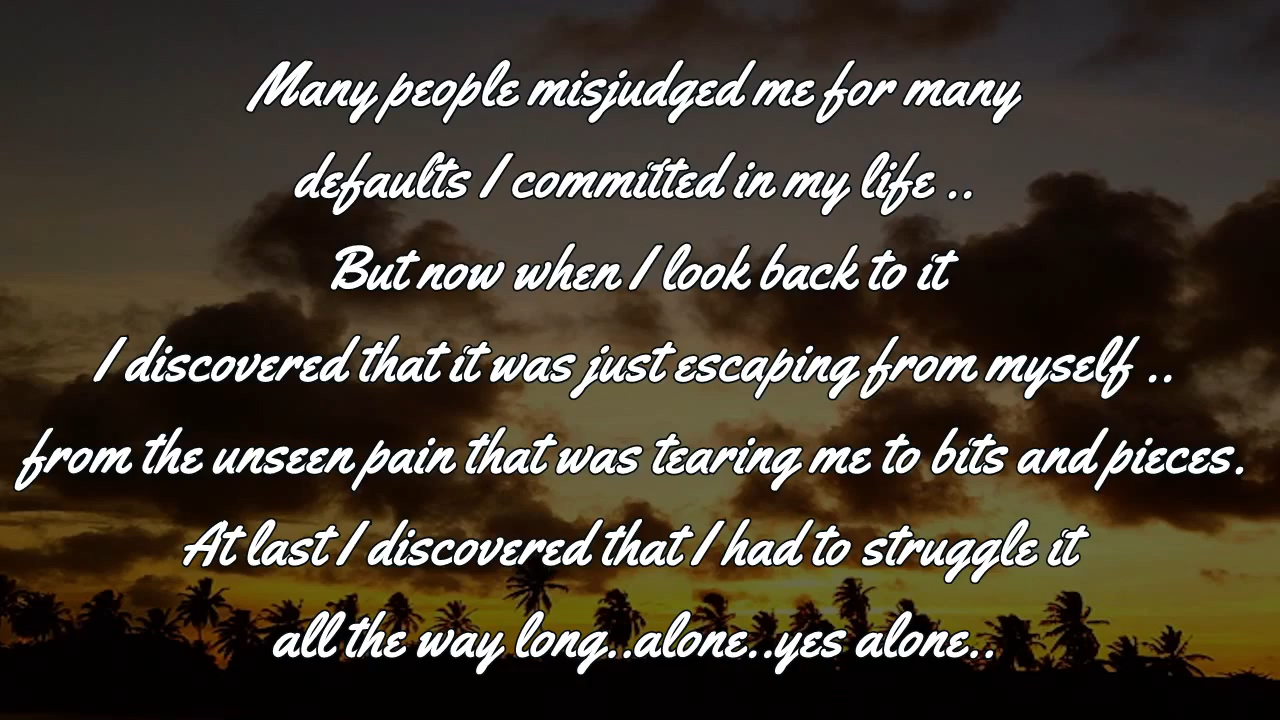 Many people misjudged me for many
defaults I committed in my life ..
But now when I look back to it
I discovered that it was just escaping from myself ..
from the unseen pain that was tearing me to bits and pieces.
At last I discovered that I had to struggle it
all the way long..alone..yes alone..